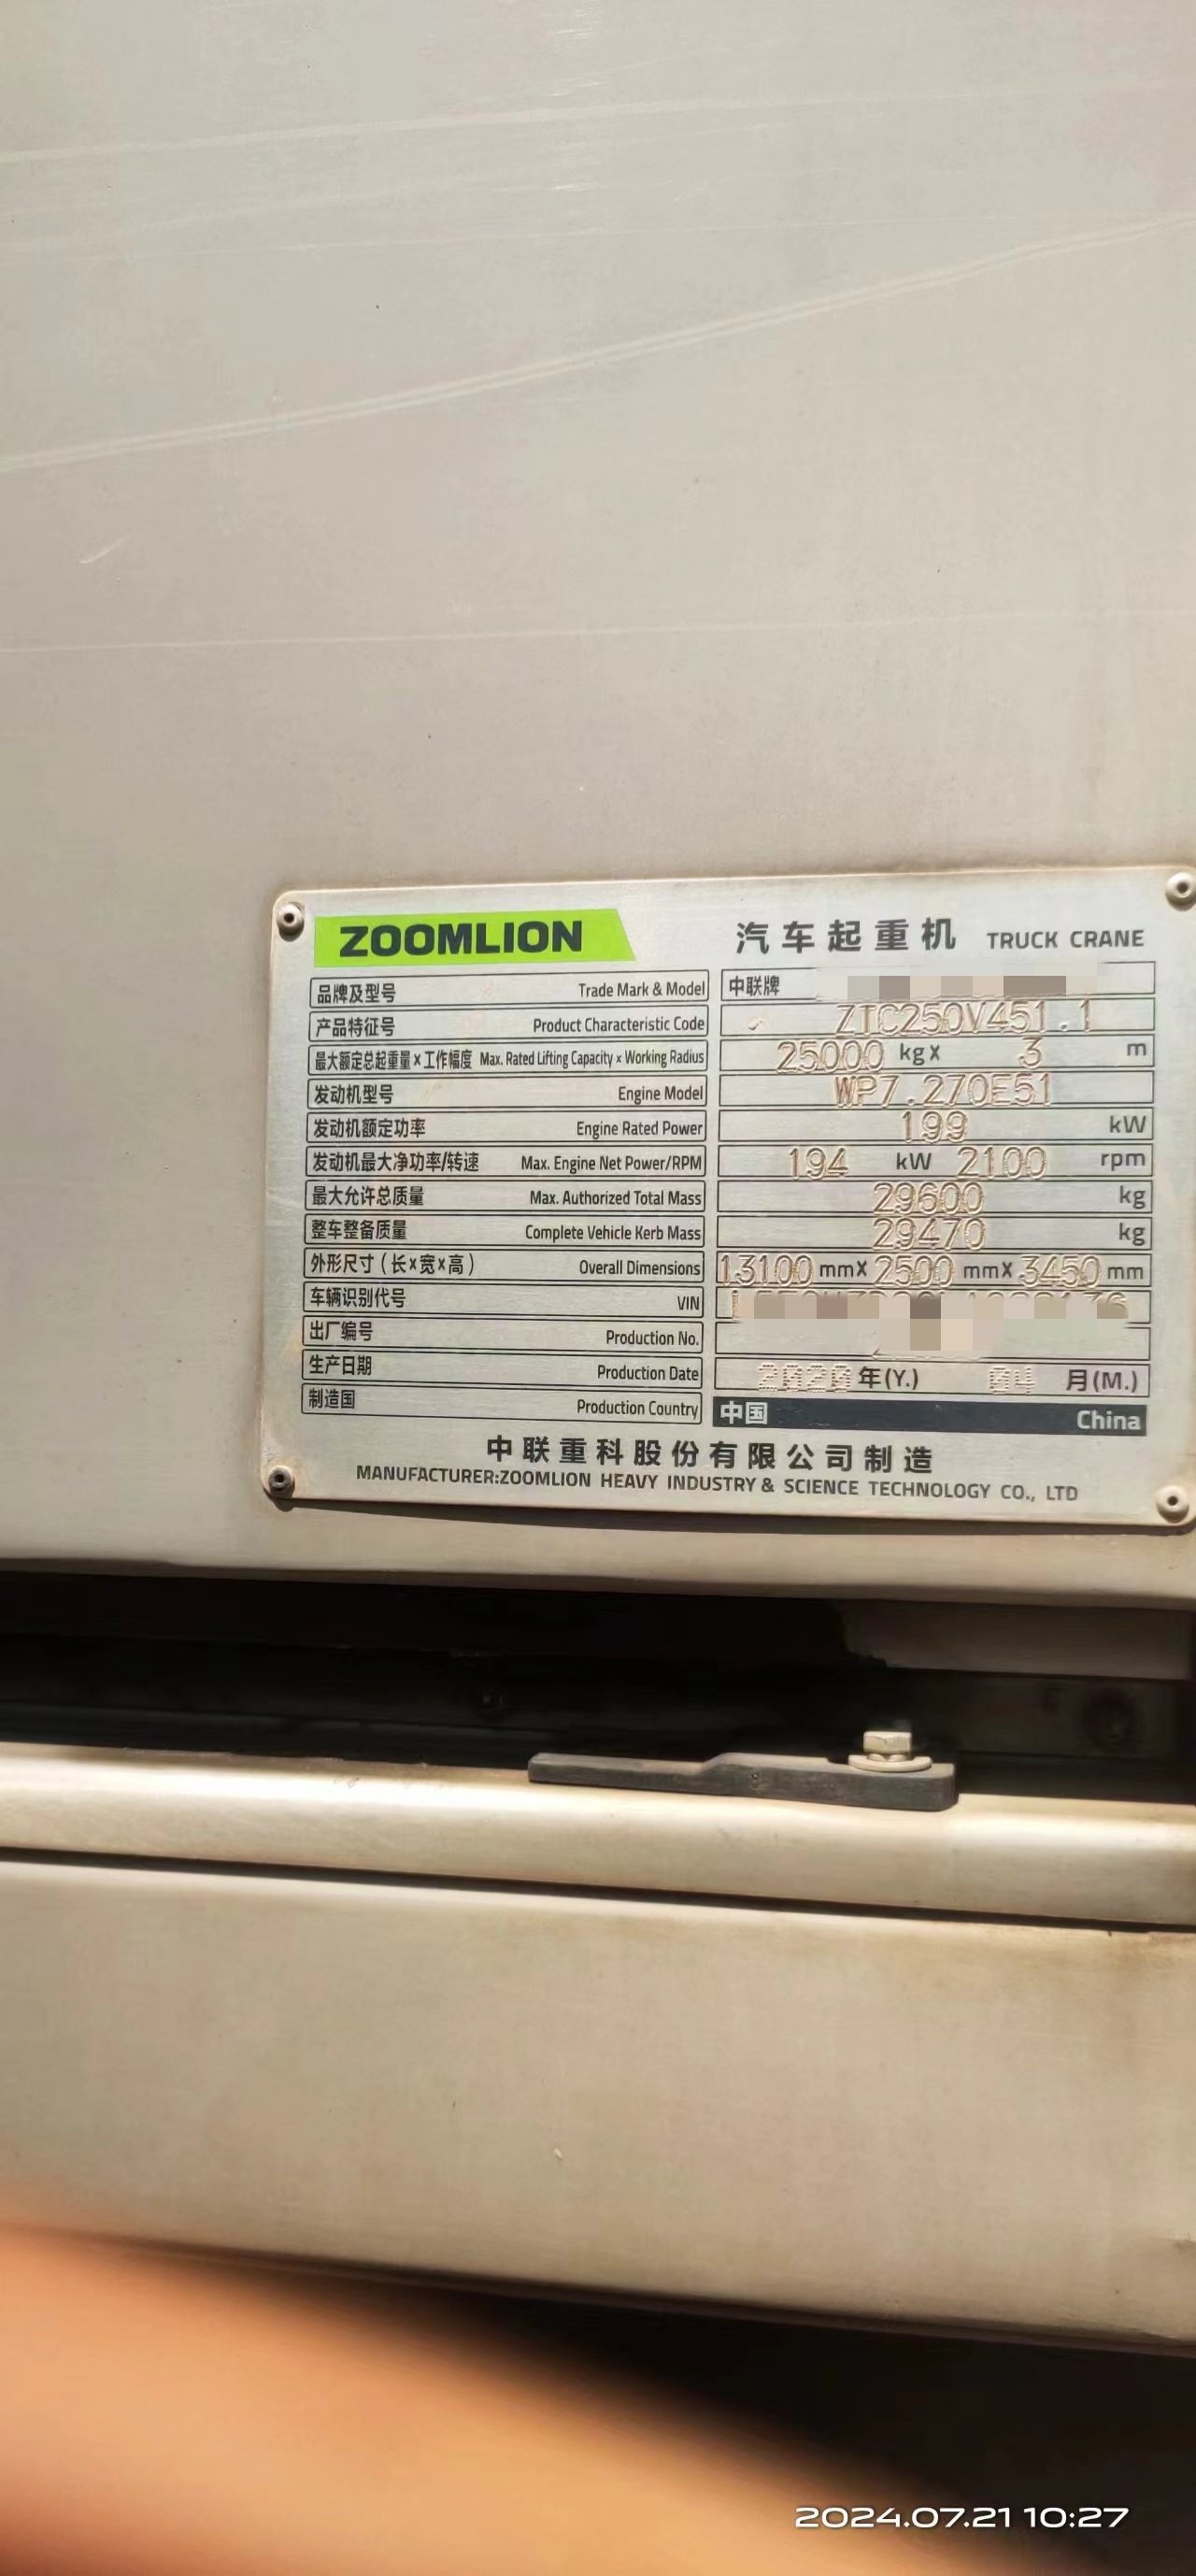 ZOOMLION 汽车起重机 TRUCK CRANE
品牌及型号 Trade Mark & Model 中联牌
产品特征号 Product Characteristic Code ZTC250V451.1
最大额定总起重量×工作幅度 Max. Rated Lifting Capacity × Working Radius 25000 kg x 3 m
发动机型号 Engine Model WP7.270E51
发动机额定功率 Engine Rated Power 199 kW
发动机最大净功率/转速 Max. Engine Net Power/RPM 194 kW 2100 rpm
最大允许总质量 Max. Authorized Total Mass 29600 kg
整车整备质量 Complete Vehicle Kerb Mass 29470 kg
外形尺寸(长×宽×高) Overall Dimensions 13100 mmX 2500 mmX 3450 mm
车辆识别代号 VIN
出厂编号 Production No.
生产日期 Production Date 2020 年(Y.) 04 月(M.)
制造国 Production Country 中国 China
中联重科股份有限公司制造
MANUFACTURER:ZOOMLION HEAVY INDUSTRY & SCIENCE TECHNOLOGY CO., LTD
2024.07.21 10:27